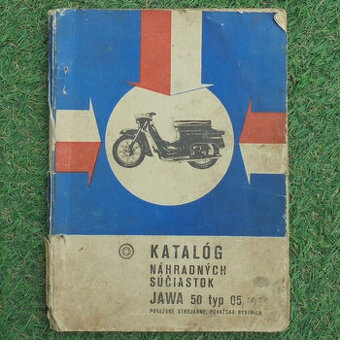 KATALÓG
NÁHRADNÝCH
SÚČIASTOK
JAWA 50 typ 05,
POVAŽSKÉ STROJÁRNE, POVAŽSKÁ BYSTRICA